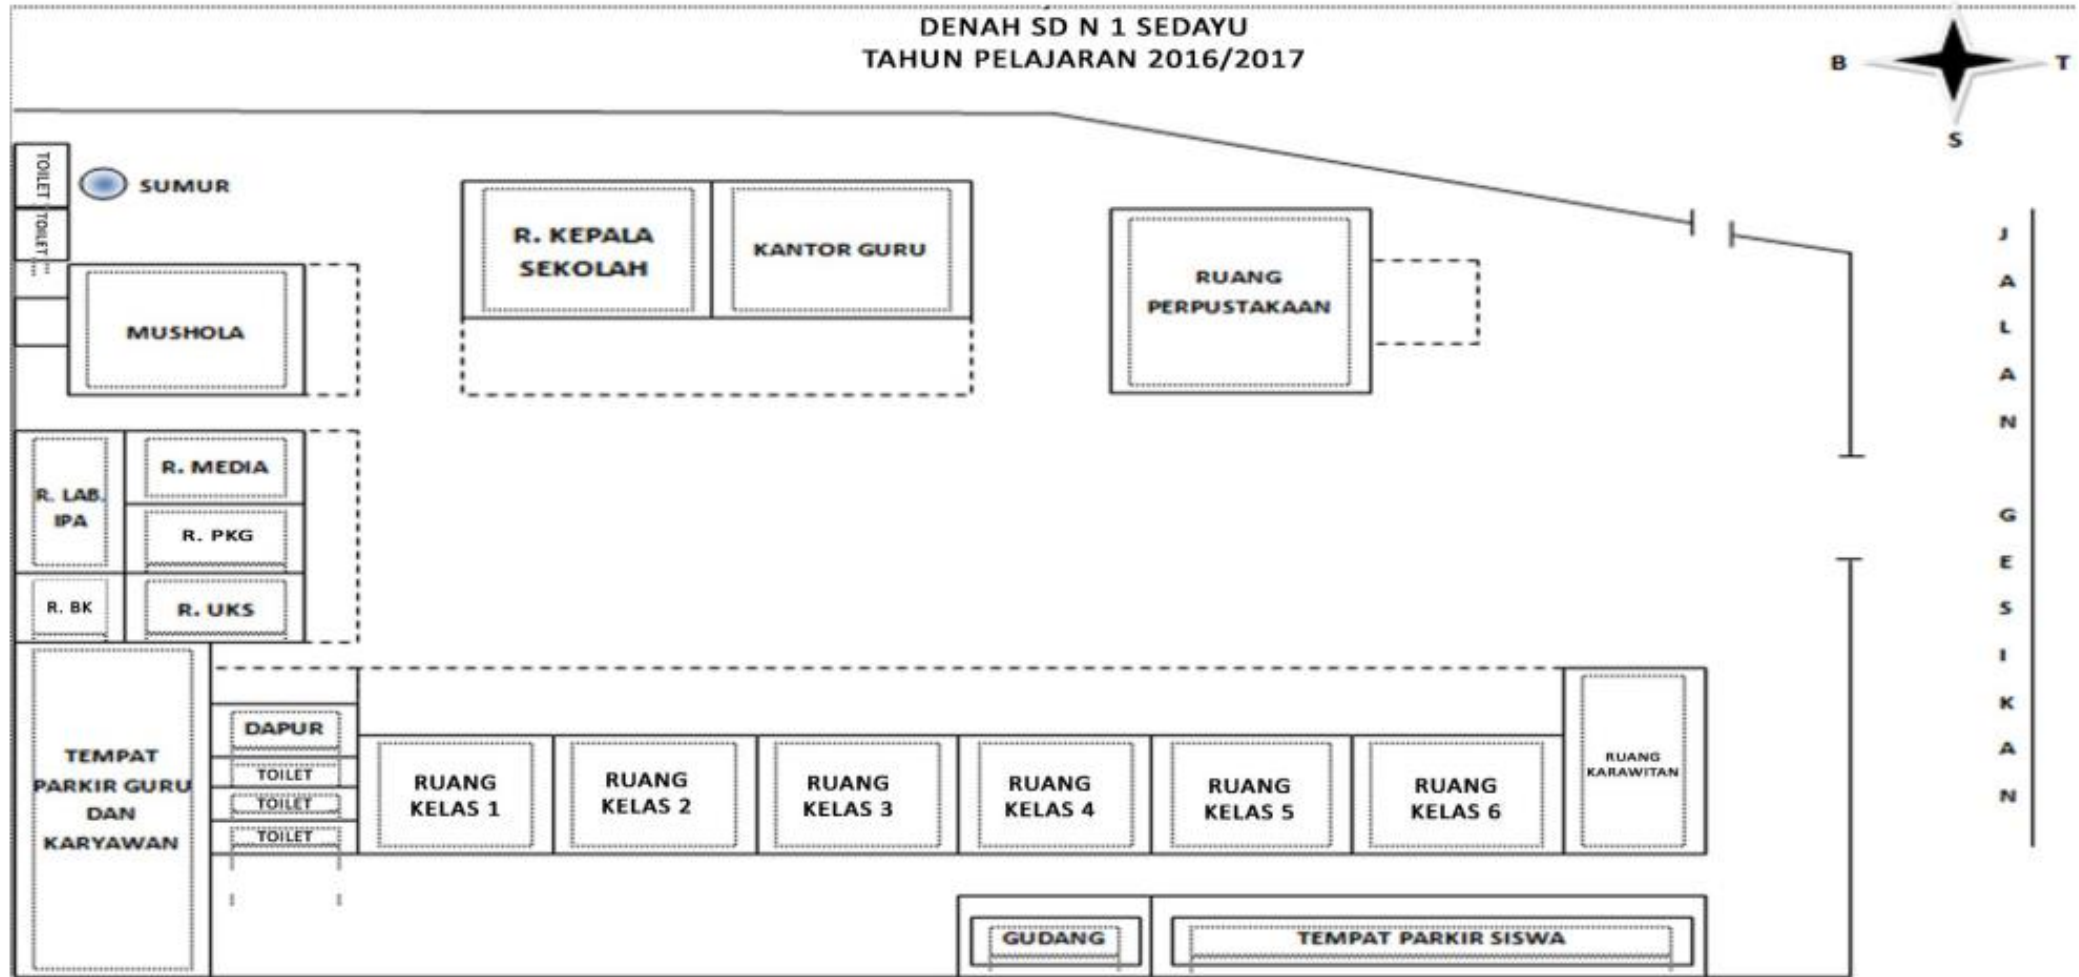 DENAH SD N 1 SEDAYU
TAHUN PELAJARAN 2016/2017
B
T
S
TOILET
TOILET
SUMUR
R. KEPALA
SEKOLAH
KANTOR GURU
RUANG
PERPUSTAKAAN
MUSHOLA
R. LAB.
IPA
R. MEDIA
R. PKG
R. BK
R. UKS
JALAN GESIKAN
TEMPAT
PARKIR GURU
DAN
KARYAWAN
DAPUR
TOILET
TOILET
TOILET
RUANG
KELAS 1
RUANG
KELAS 2
RUANG
KELAS 3
RUANG
KELAS 4
RUANG
KELAS 5
RUANG
KELAS 6
RUANG
KARAWITAN
GUDANG
TEMPAT PARKIR SISWA